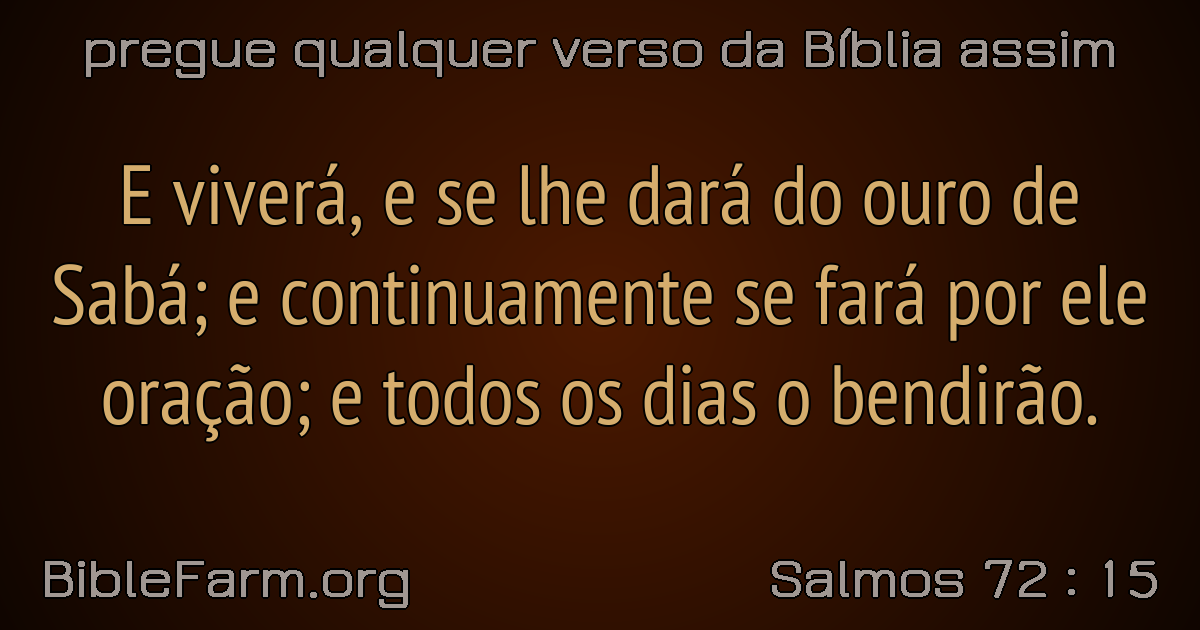 pregue qualquer verso da Bíblia assim
E viverá, e se lhe dará do ouro de
Sabá; e continuamente se fará por ele
oração; e todos os dias o bendirão.
BibleFarm.org
Salmos 72 : 15